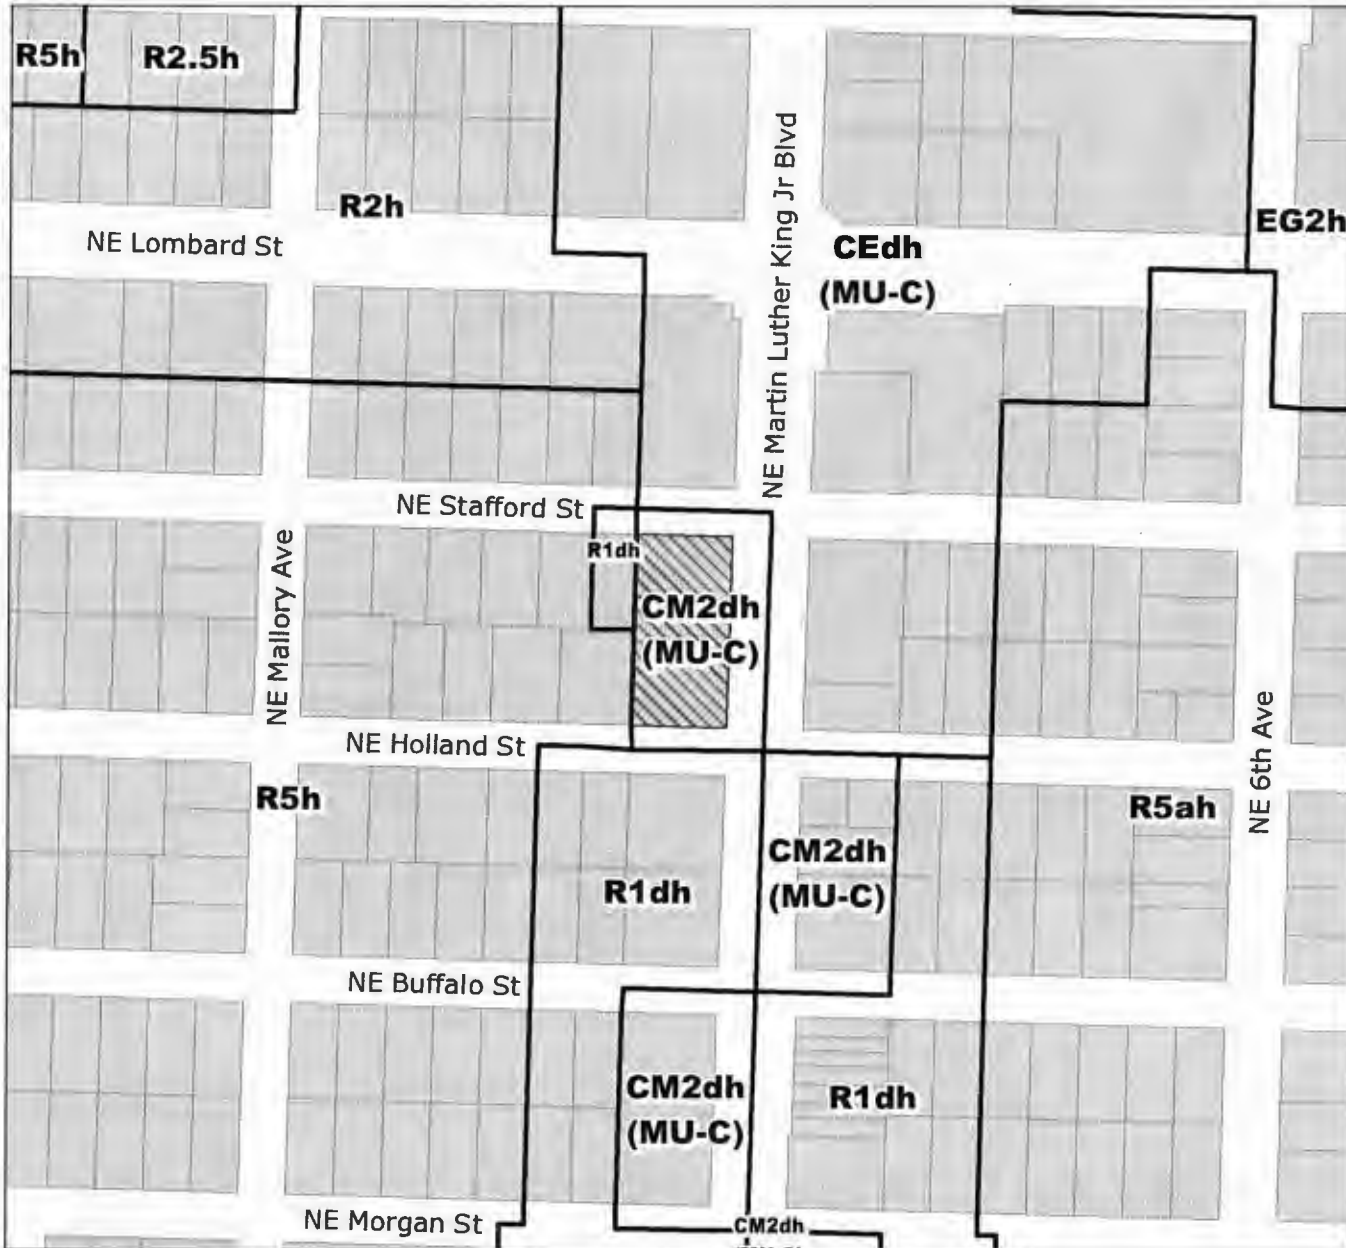 R5h
R2.5h
R2h
NE Lombard St
NE Martin Luther King Jr Blvd
CEdh
(MU-C)
EG2h
NE Stafford St
R1dh
CM2dh
(MU-C)
NE Mallory Ave
NE Holland St
R5h
R5ah
NE 6th Ave
CM2dh
(MU-C)
R1dh
NE Buffalo St
CM2dh
(MU-C)
R1dh
NE Morgan St
CM2dh